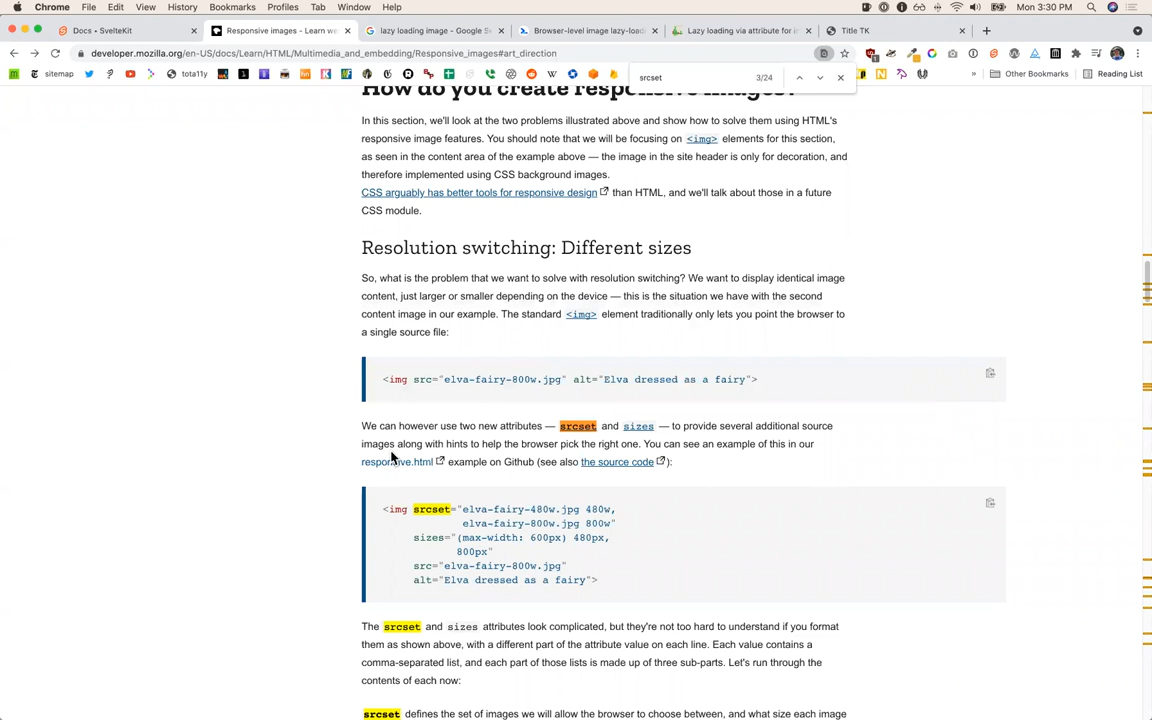 Chrome File Edit View History Bookmarks Profiles Tab Window Help Mon 3:30 PM
Docs • SvelteKit
Responsive images - Learn we
lazy loading image - Google S
Browser-level image lazy-load
Lazy loading via attribute for i
Title TK
developer.mozilla.org/en-US/docs/Learn/HTML/Multimedia_and_embedding/Responsive_images#art_direction
sitemap
tota11y
srcset 3/24
» Other Bookmarks Reading List
How do you create responsive images?
In this section, we'll look at the two problems illustrated above and show how to solve them using HTML's
responsive image features. You should note that we will be focusing on <img> elements for this section,
as seen in the content area of the example above — the image in the site header is only for decoration, and
therefore implemented using CSS background images.
CSS arguably has better tools for responsive design than HTML, and we'll talk about those in a future
CSS module.
Resolution switching: Different sizes
So, what is the problem that we want to solve with resolution switching? We want to display identical image
content, just larger or smaller depending on the device — this is the situation we have with the second
content image in our example. The standard <img> element traditionally only lets you point the browser to
a single source file:
<img src="elva-fairy-800w.jpg" alt="Elva dressed as a fairy">
We can however use two new attributes — srcset and sizes — to provide several additional source
images along with hints to help the browser pick the right one. You can see an example of this in our
responsive.html example on Github (see also the source code ):
<img srcset="elva-fairy-480w.jpg 480w,
elva-fairy-800w.jpg 800w"
sizes="(max-width: 600px) 480px,
800px"
src="elva-fairy-800w.jpg"
alt="Elva dressed as a fairy">
The srcset and sizes attributes look complicated, but they're not too hard to understand if you format
them as shown above, with a different part of the attribute value on each line. Each value contains a
comma-separated list, and each part of those lists is made up of three sub-parts. Let's run through the
contents of each now:
srcset defines the set of images we will allow the browser to choose between, and what size each image